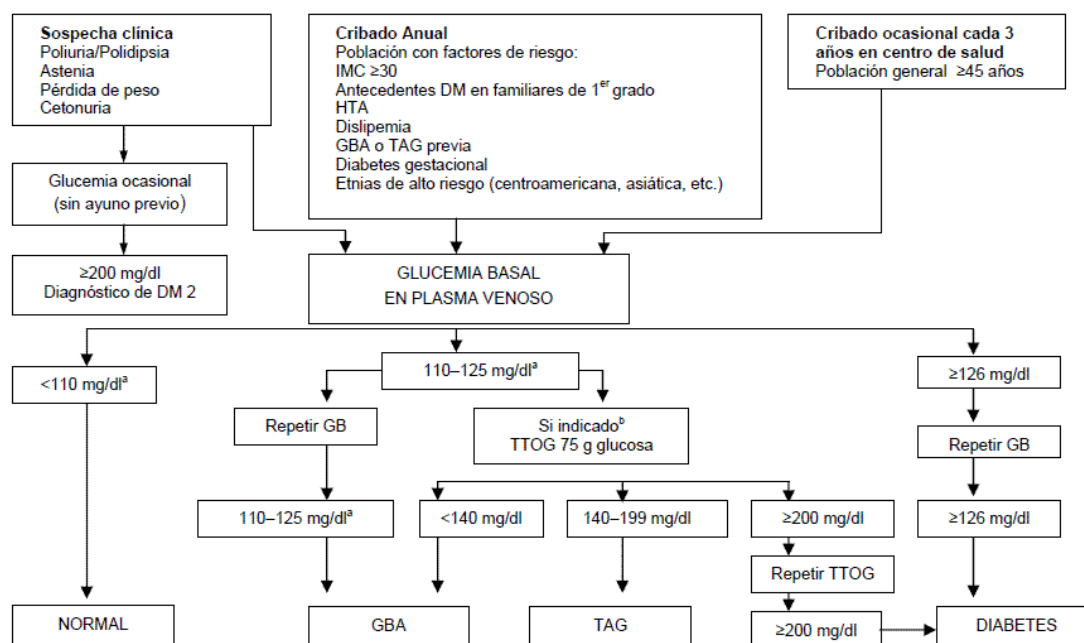 Sospecha clínica
Poliuria/Polidipsia
Astenia
Pérdida de peso
Cetonuria
Cribado Anual
Población con factores de riesgo:
IMC ≥30
Antecedentes DM en familiares de 1er grado
HTA
Dislipemia
GBA o TAG previa
Diabetes gestacional
Etnias de alto riesgo (centroamericana, asiática, etc.)
Cribado ocasional cada 3
años en centro de salud
Población general ≥45 años
Glucemia ocasional
(sin ayuno previo)
≥200 mg/dl
Diagnóstico de DM 2
GLUCEMIA BASAL
EN PLASMA VENOSO
<110 mg/dlª
110–125 mg/dlª
≥126 mg/dl
Repetir GB
Si indicadoᵇ
TTOG 75 g glucosa
Repetir GB
110–125 mg/dlª
<140 mg/dl
140–199 mg/dl
≥200 mg/dl
≥126 mg/dl
Repetir TTOG
NORMAL
GBA
TAG
≥200 mg/dl
DIABETES